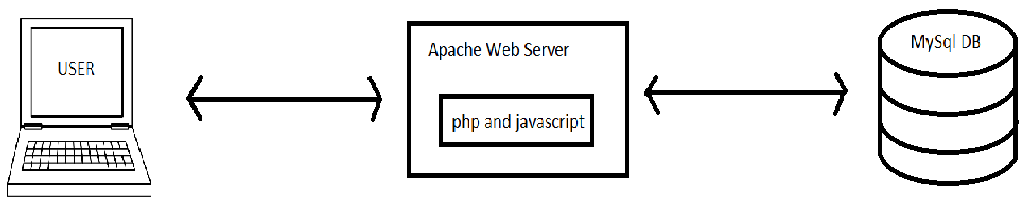 USER
Apache Web Server
php and javascript
MySql DB